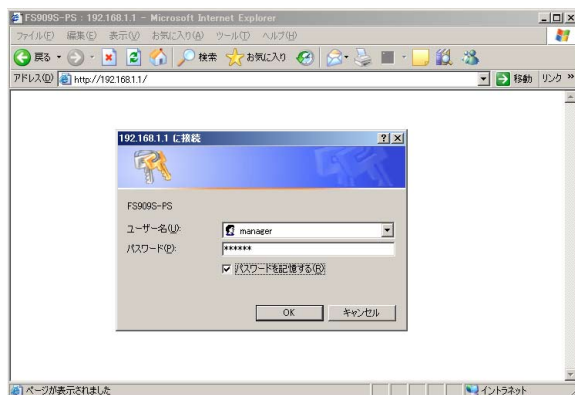 FS909S-PS : 192.168.1.1 - Microsoft Internet Explorer
ファイル(F) 編集(E) 表示(V) お気に入り(A) ツール(T) ヘルプ(H)
戻る 検索 お気に入り
アドレス(D) http://192.168.1.1/ 移動 リンク »
192.168.1.1 に接続
FS909S-PS
ユーザー名(U): manager
パスワード(P): ******
パスワードを記憶する(R)
OK キャンセル
ページが表示されました イントラネット